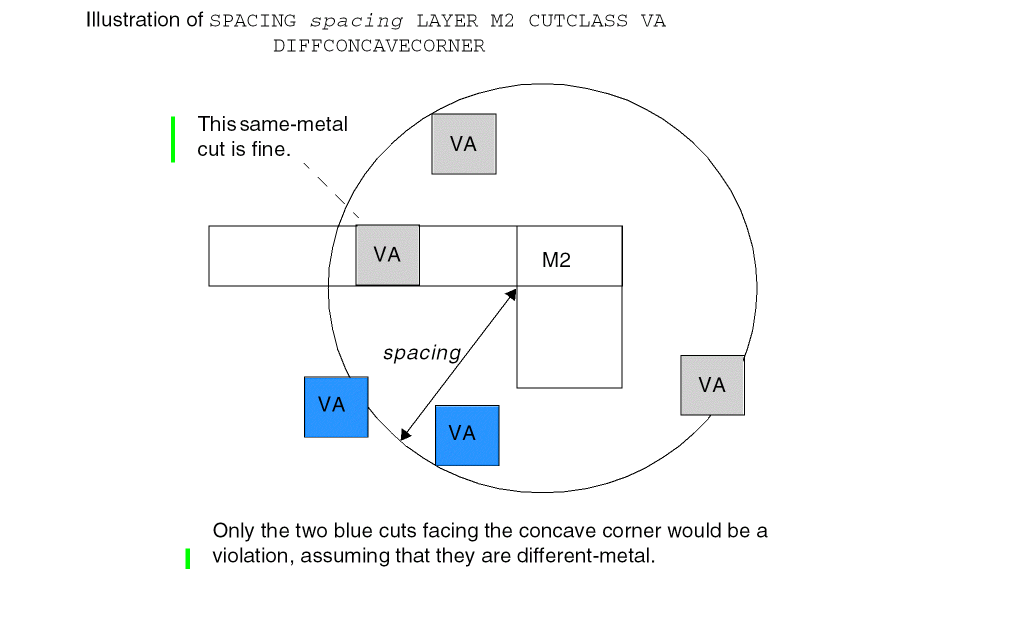 Illustration of SPACING spacing LAYER M2 CUTCLASS VA
DIFFCONCAVECORNER
This same-metal
cut is fine.
VA
VA
M2
spacing
VA
VA
VA
Only the two blue cuts facing the concave corner would be a
violation, assuming that they are different-metal.